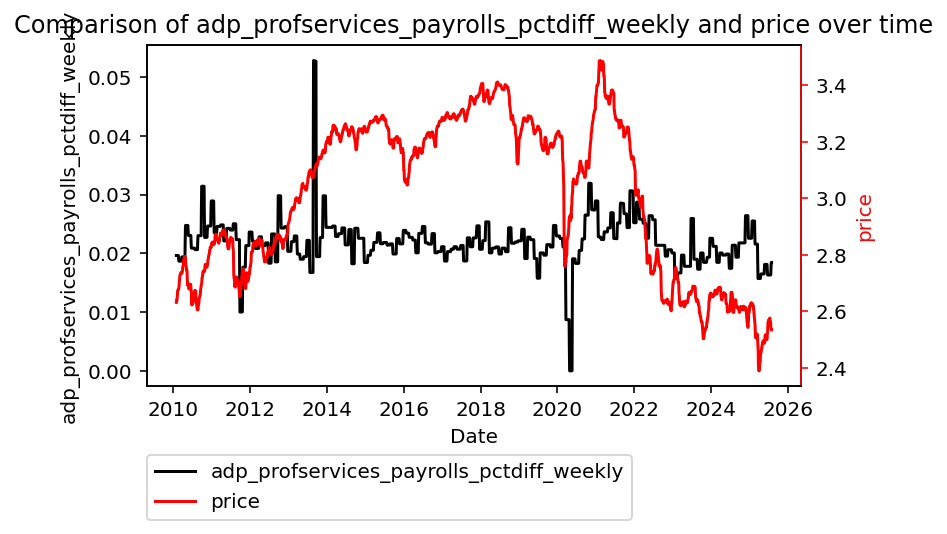 Comparison of adp_profservices_payrolls_pctdiff_weekly and price over time
adp_profservices_payrolls_pctdiff_weekly
0.05
0.04
0.03
0.02
0.01
0.00
3.4
3.2
3.0
2.8
2.6
2.4
price
2010 2012 2014 2016 2018 2020 2022 2024 2026
Date
adp_profservices_payrolls_pctdiff_weekly
price